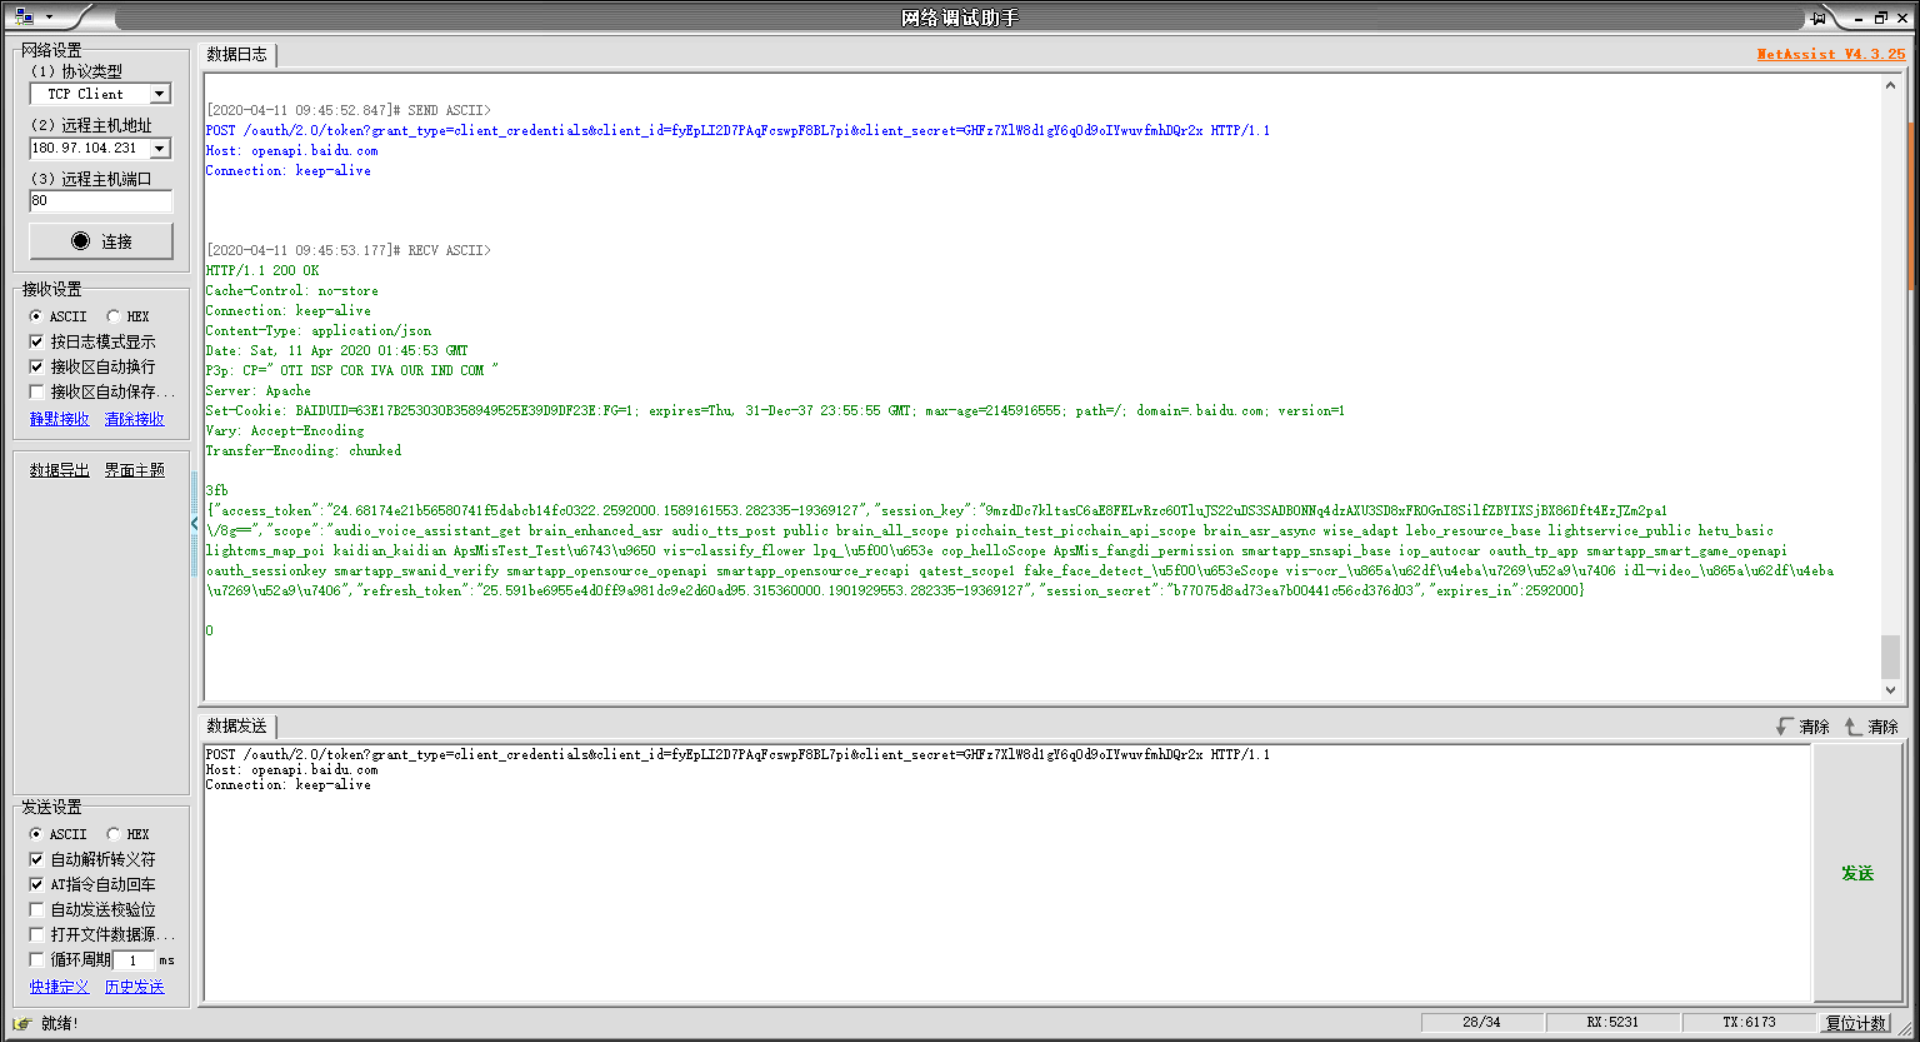 网络调试助手
网络设置
(1) 协议类型
TCP Client
(2) 远程主机地址
180.97.104.231
(3) 远程主机端口
80
连接
接收设置
ASCII HEX
按日志模式显示
接收区自动换行
接收区自动保存...
静默接收 清除接收
数据导出 界面主题
发送设置
ASCII HEX
自动解析转义符
AT指令自动回车
自动发送校验位
打开文件数据源...
循环周期 1 ms
快捷定义 历史发送
数据日志
NetAssist V4.3.25
[2020-04-11 09:45:52.847]# SEND ASCII>
POST /oauth/2.0/token?grant_type=client_credentials&client_id=fyEpLI2D7PAqFcswpF8BL7pi&client_secret=GHFz7XlW8d1gY6qOd9oIYwuvfmhDQr2x HTTP/1.1
Host: openapi.baidu.com
Connection: keep-alive
[2020-04-11 09:45:53.177]# RECV ASCII>
HTTP/1.1 200 OK
Cache-Control: no-store
Connection: keep-alive
Content-Type: application/json
Date: Sat, 11 Apr 2020 01:45:53 GMT
P3p: CP=" OTI DSP COR IVA OUR IND COM "
Server: Apache
Set-Cookie: BAIDUID=63E17B253030B358949525E39D9DF23E:FG=1; expires=Thu, 31-Dec-37 23:55:55 GMT; max-age=2145916555; path=/; domain=.baidu.com; version=1
Vary: Accept-Encoding
Transfer-Encoding: chunked
3fb
{"access_token":"24.68174e21b56580741f5dabcb14fc0322.2592000.1589161553.282335-19369127","session_key":"9mzdDc7kltasC6aE8FELvRzc60TluJS22uDS3SADBONNq4dzAXU3SD8xFROGnI8SilfZBYIXSjBX86Dft4EzJZm2pa1
\/8g==","scope":"audio_voice_assistant_get brain_enhanced_asr audio_tts_post public brain_all_scope picchain_test_picchain_api_scope brain_asr_async wise_adapt lebo_resource_base lightservice_public hetu_basic
lightcms_map_poi kaidian_kaidian ApsMisTest_Test\u6743\u9650 vis-classify_flower lpq_\u5f00\u653e cop_helloScope ApsMis_fangdi_permission smartapp_snsapi_base iop_autocar oauth_tp_app smartapp_smart_game_openapi
oauth_sessionkey smartapp_swanid_verify smartapp_opensource_openapi smartapp_opensource_recapi qatest_scope1 fake_face_detect_\u5f00\u653eScope vis-ocr_\u865a\u62df\u4eba\u7269\u52a9\u7406 idl-video_\u865a\u62df\u4eba
\u7269\u52a9\u7406","refresh_token":"25.591be6955e4d0ff9a981dc9e2d60ad95.315360000.1901929553.282335-19369127","session_secret":"b77075d8ad73ea7b00441c56cd376d03","expires_in":2592000}
0
数据发送
清除 清除
POST /oauth/2.0/token?grant_type=client_credentials&client_id=fyEpLI2D7PAqFcswpF8BL7pi&client_secret=GHFz7XlW8d1gY6qOd9oIYwuvfmhDQr2x HTTP/1.1
Host: openapi.baidu.com
Connection: keep-alive
发送
就绪!
28/34
RX:5231
TX:6173
复位计数